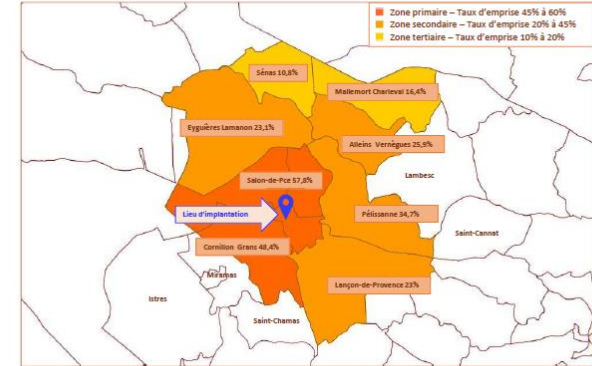 Zone primaire – Taux d'emprise 45% à 60%
Zone secondaire – Taux d'emprise 20% à 45%
Zone tertiaire – Taux d'emprise 10% à 20%
Sénas 10,8%
Mallemort Charleval 16,4%
Eyguières Lamanon 23,1%
Alleins Vernègues 25,9%
Salon-de-Pce 57,8%
Lambesc
Lieu d'implantation
Pélissanne 34,7%
Saint-Cannat
Cornillon Grans 48,4%
Miramas
Lançon-de-Provence 23%
Istres
Saint-Chamas